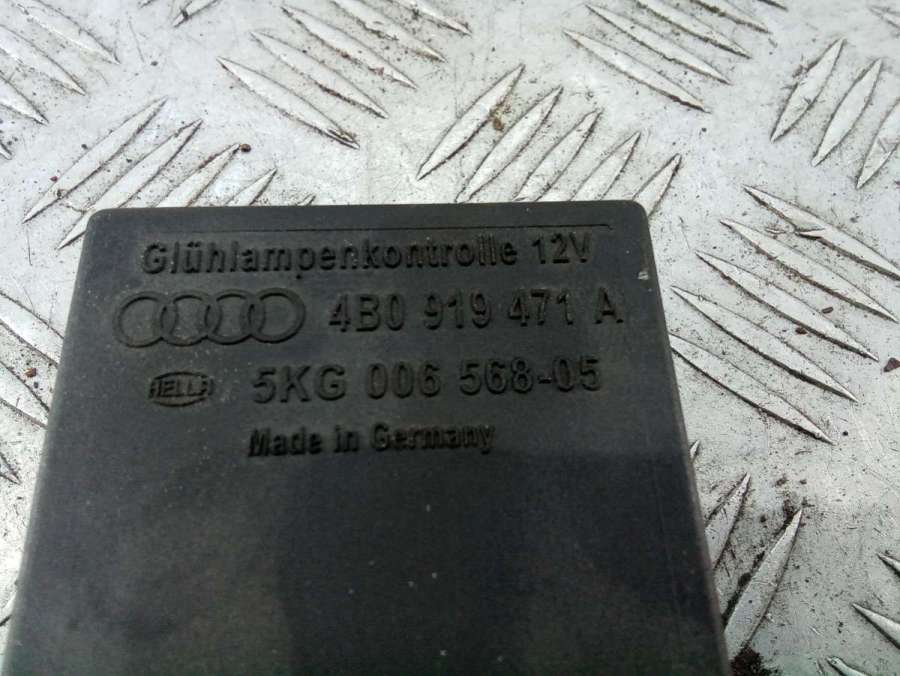 Glühlampenkontrolle 12V
4B0 919 471 A
HELLA 5KG 006 568-05
Made in Germany